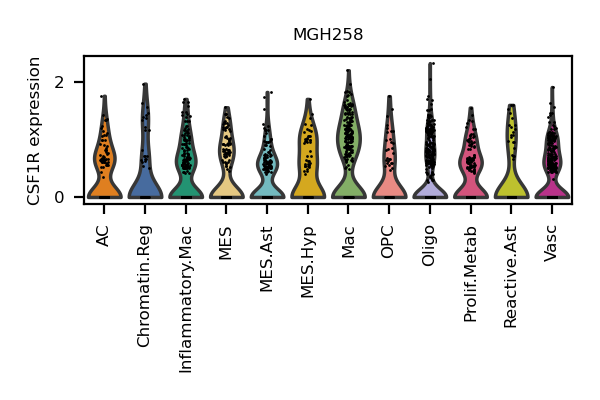 MGH258
CSF1R expression
2
0
AC
Chromatin.Reg
Inflammatory.Mac
MES
MES.Ast
MES.Hyp
Mac
OPC
Oligo
Prolif.Metab
Reactive.Ast
Vasc